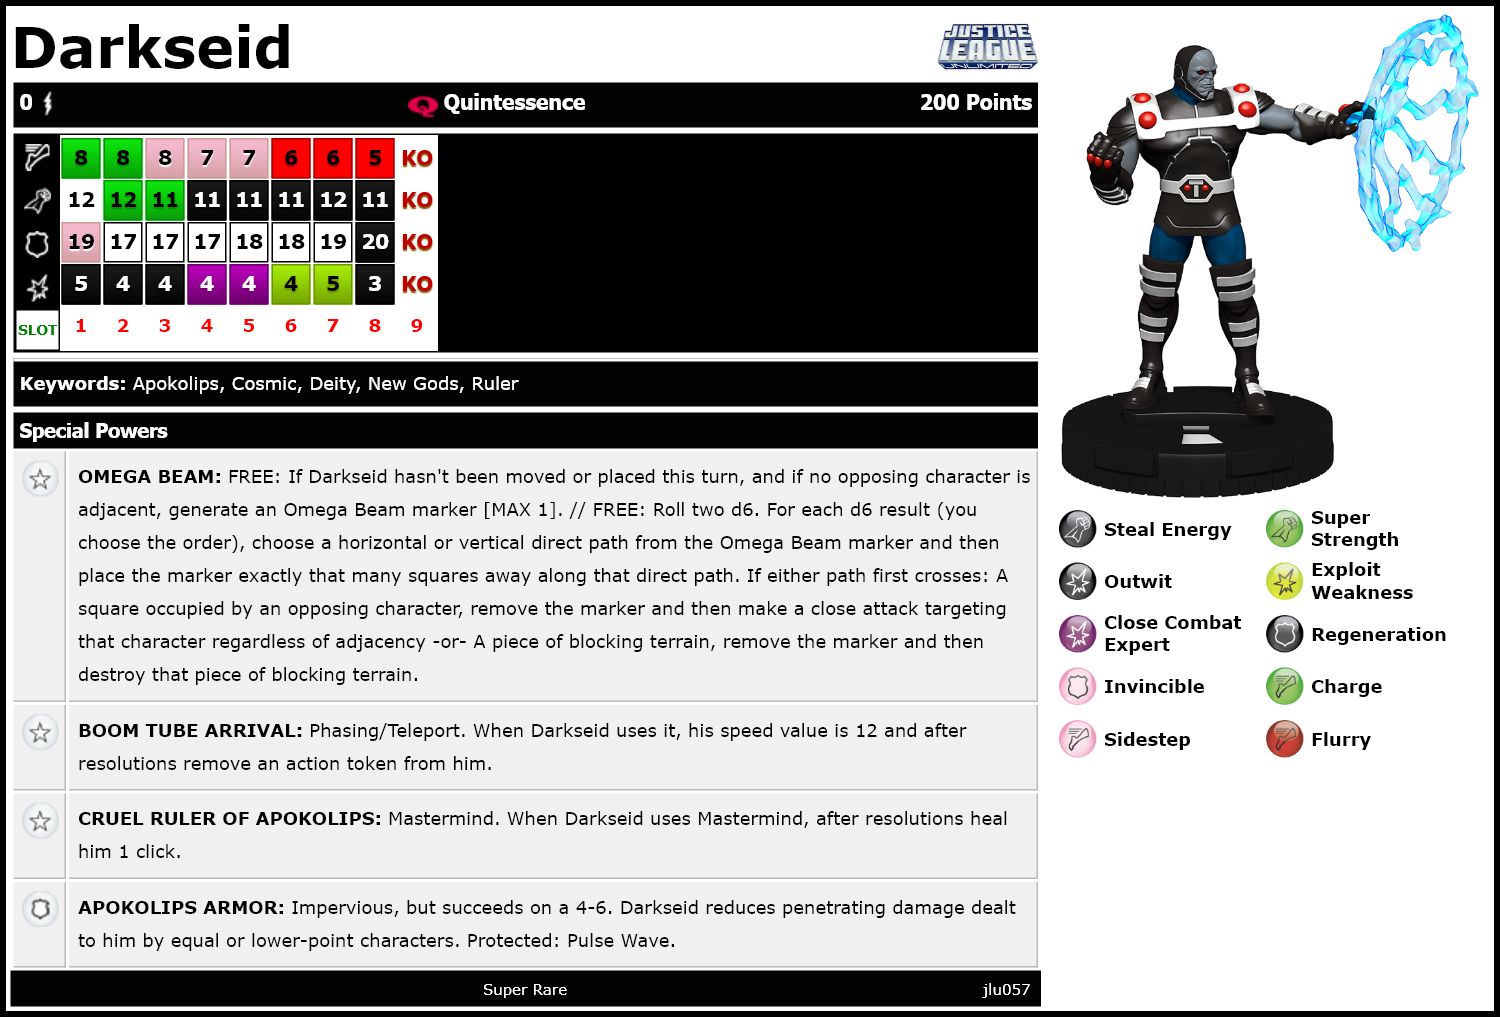 Darkseid
JUSTICE
LEAGUE
UNLIMITED
0 Quintessence 200 Points
8 8 8 7 7 6 6 5 KO
12 12 11 11 11 11 12 11 KO
19 17 17 17 18 18 19 20 KO
5 4 4 4 4 4 5 3 KO
SLOT 1 2 3 4 5 6 7 8 9
Keywords: Apokolips, Cosmic, Deity, New Gods, Ruler
Special Powers
OMEGA BEAM: FREE: If Darkseid hasn't been moved or placed this turn, and if no opposing character is
adjacent, generate an Omega Beam marker [MAX 1]. // FREE: Roll two d6. For each d6 result (you
choose the order), choose a horizontal or vertical direct path from the Omega Beam marker and then
place the marker exactly that many squares away along that direct path. If either path first crosses: A
square occupied by an opposing character, remove the marker and then make a close attack targeting
that character regardless of adjacency -or- A piece of blocking terrain, remove the marker and then
destroy that piece of blocking terrain.
BOOM TUBE ARRIVAL: Phasing/Teleport. When Darkseid uses it, his speed value is 12 and after
resolutions remove an action token from him.
CRUEL RULER OF APOKOLIPS: Mastermind. When Darkseid uses Mastermind, after resolutions heal
him 1 click.
APOKOLIPS ARMOR: Impervious, but succeeds on a 4-6. Darkseid reduces penetrating damage dealt
to him by equal or lower-point characters. Protected: Pulse Wave.
Super Rare jlu057
Steal Energy
Super
Strength
Outwit
Exploit
Weakness
Close Combat
Expert
Regeneration
Invincible
Charge
Sidestep
Flurry